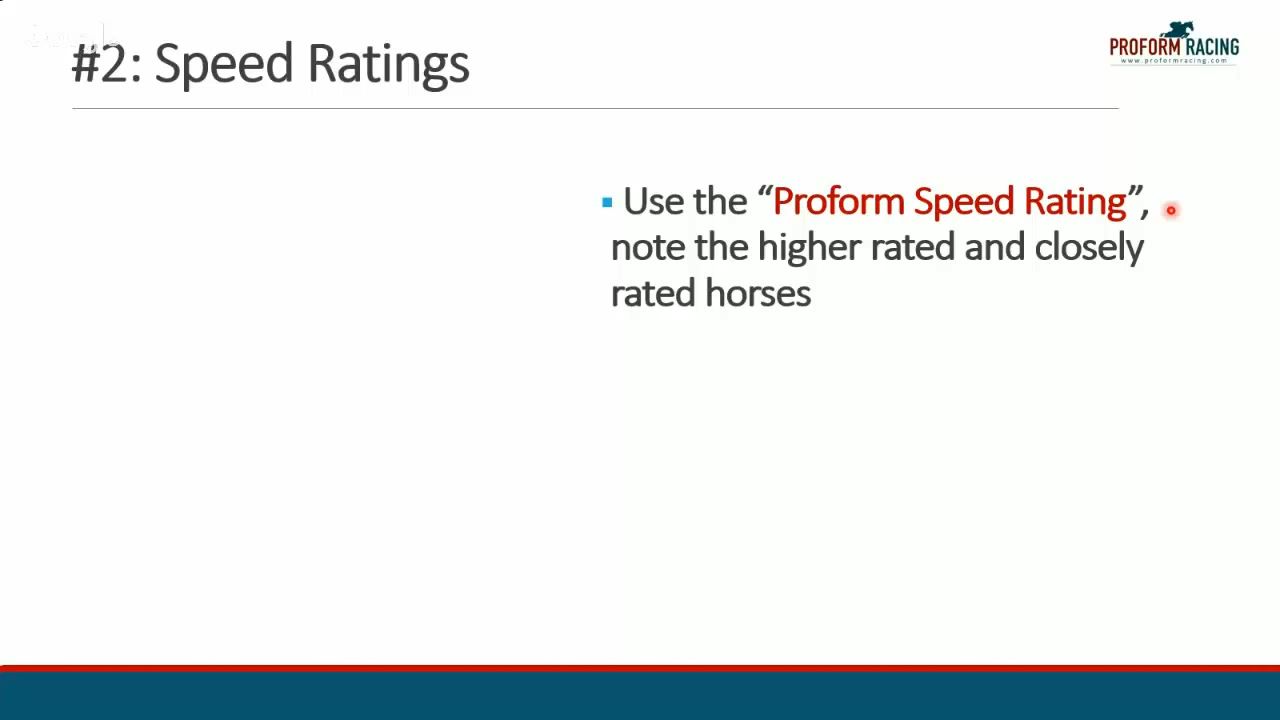 #2: Speed Ratings
PROFORM RACING
www.proformracing.com
Use the “Proform Speed Rating”,
note the higher rated and closely
rated horses